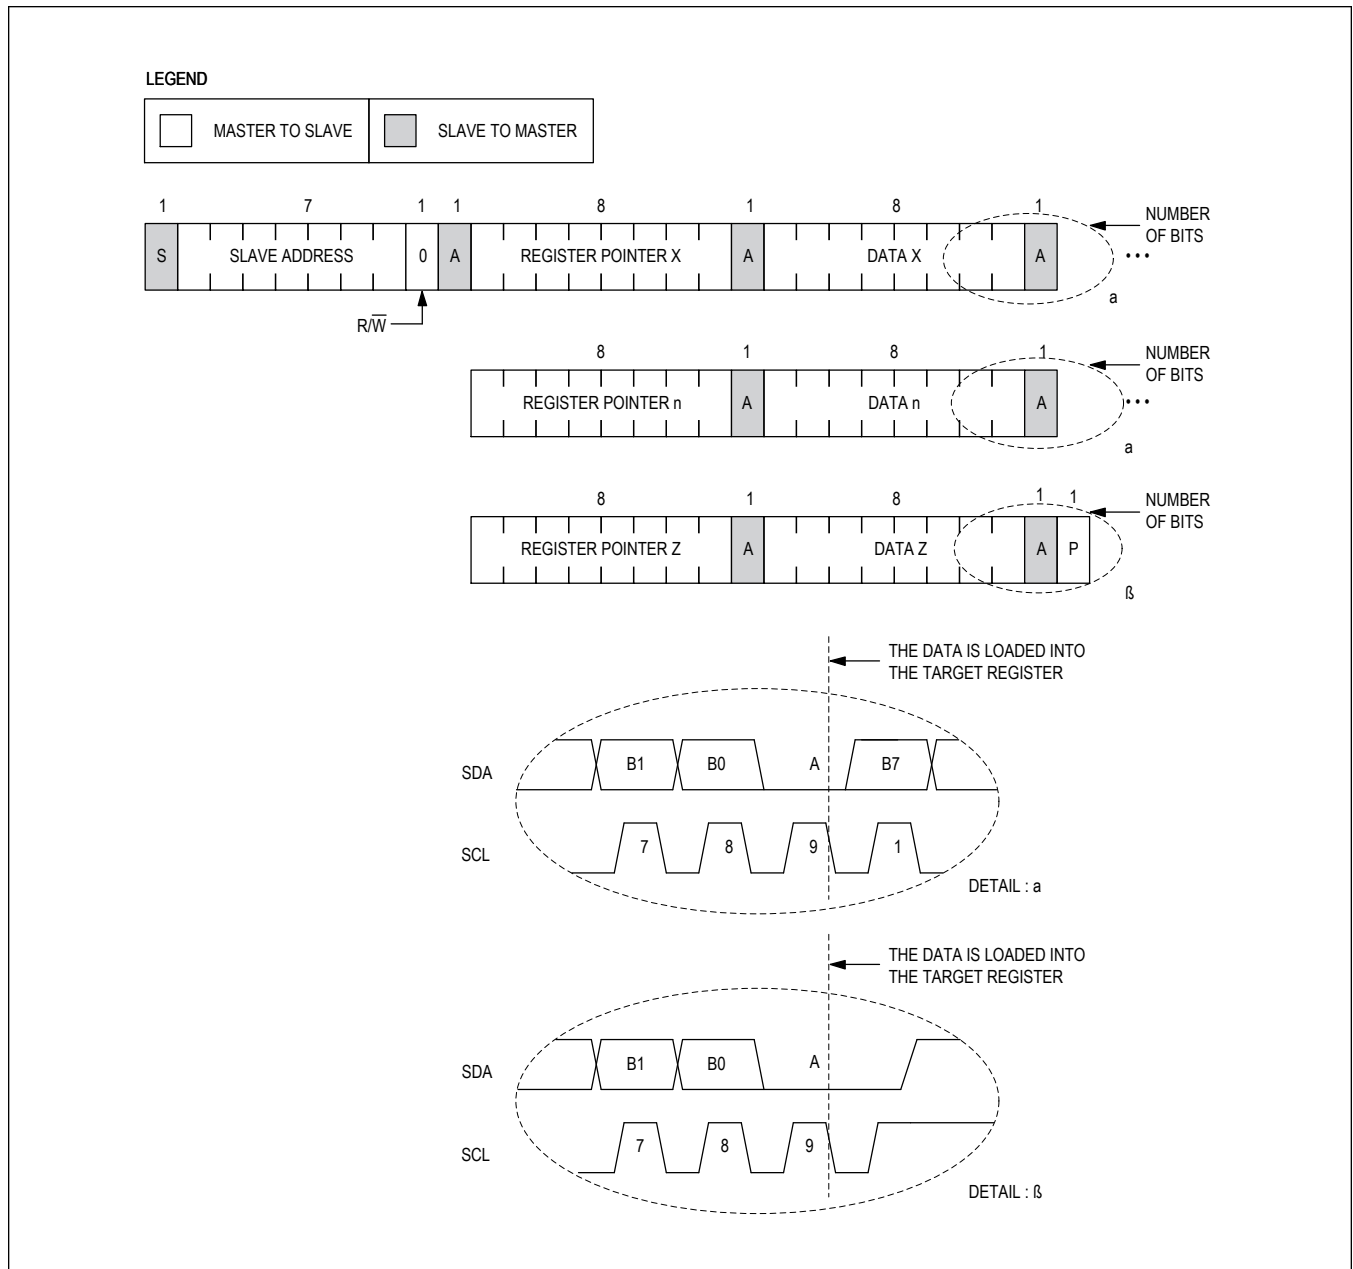 LEGEND
MASTER TO SLAVE SLAVE TO MASTER
1 7 1 1 8 1 8 1 NUMBER
OF BITS
S SLAVE ADDRESS 0 A REGISTER POINTER X A DATA X A •••
a
R/W̅
8 1 8 1 NUMBER
OF BITS
REGISTER POINTER n A DATA n A •••
a
8 1 8 1 1 NUMBER
OF BITS
REGISTER POINTER Z A DATA Z A P
ß
THE DATA IS LOADED INTO
THE TARGET REGISTER
SDA B1 B0 A B7
SCL 7 8 9 1
DETAIL : a
THE DATA IS LOADED INTO
THE TARGET REGISTER
SDA B1 B0 A
SCL 7 8 9
DETAIL : ß